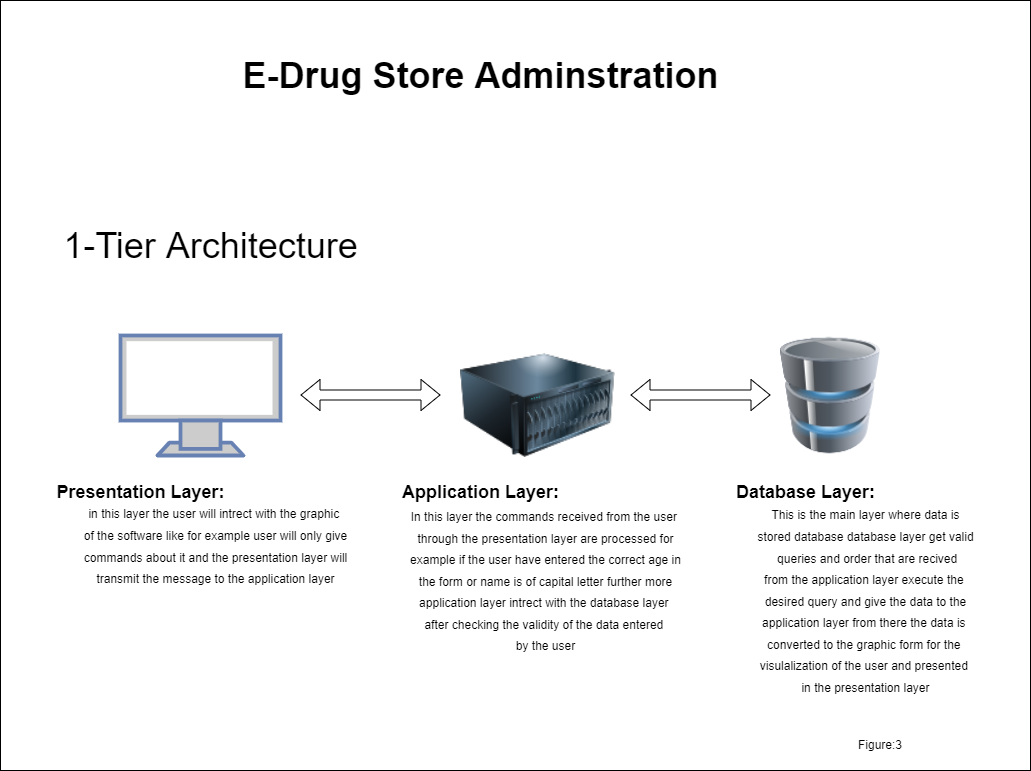 E-Drug Store Adminstration
1-Tier Architecture
Presentation Layer:
in this layer the user will intrect with the graphic
of the software like for example user will only give
commands about it and the presentation layer will
transmit the message to the application layer
Application Layer:
In this layer the commands received from the user
through the presentation layer are processed for
example if the user have entered the correct age in
the form or name is of capital letter further more
application layer intrect with the database layer
after checking the validity of the data entered
by the user
Database Layer:
This is the main layer where data is
stored database database layer get valid
queries and order that are recived
from the application layer execute the
desired query and give the data to the
application layer from there the data is
converted to the graphic form for the
visulalization of the user and presented
in the presentation layer
Figure:3